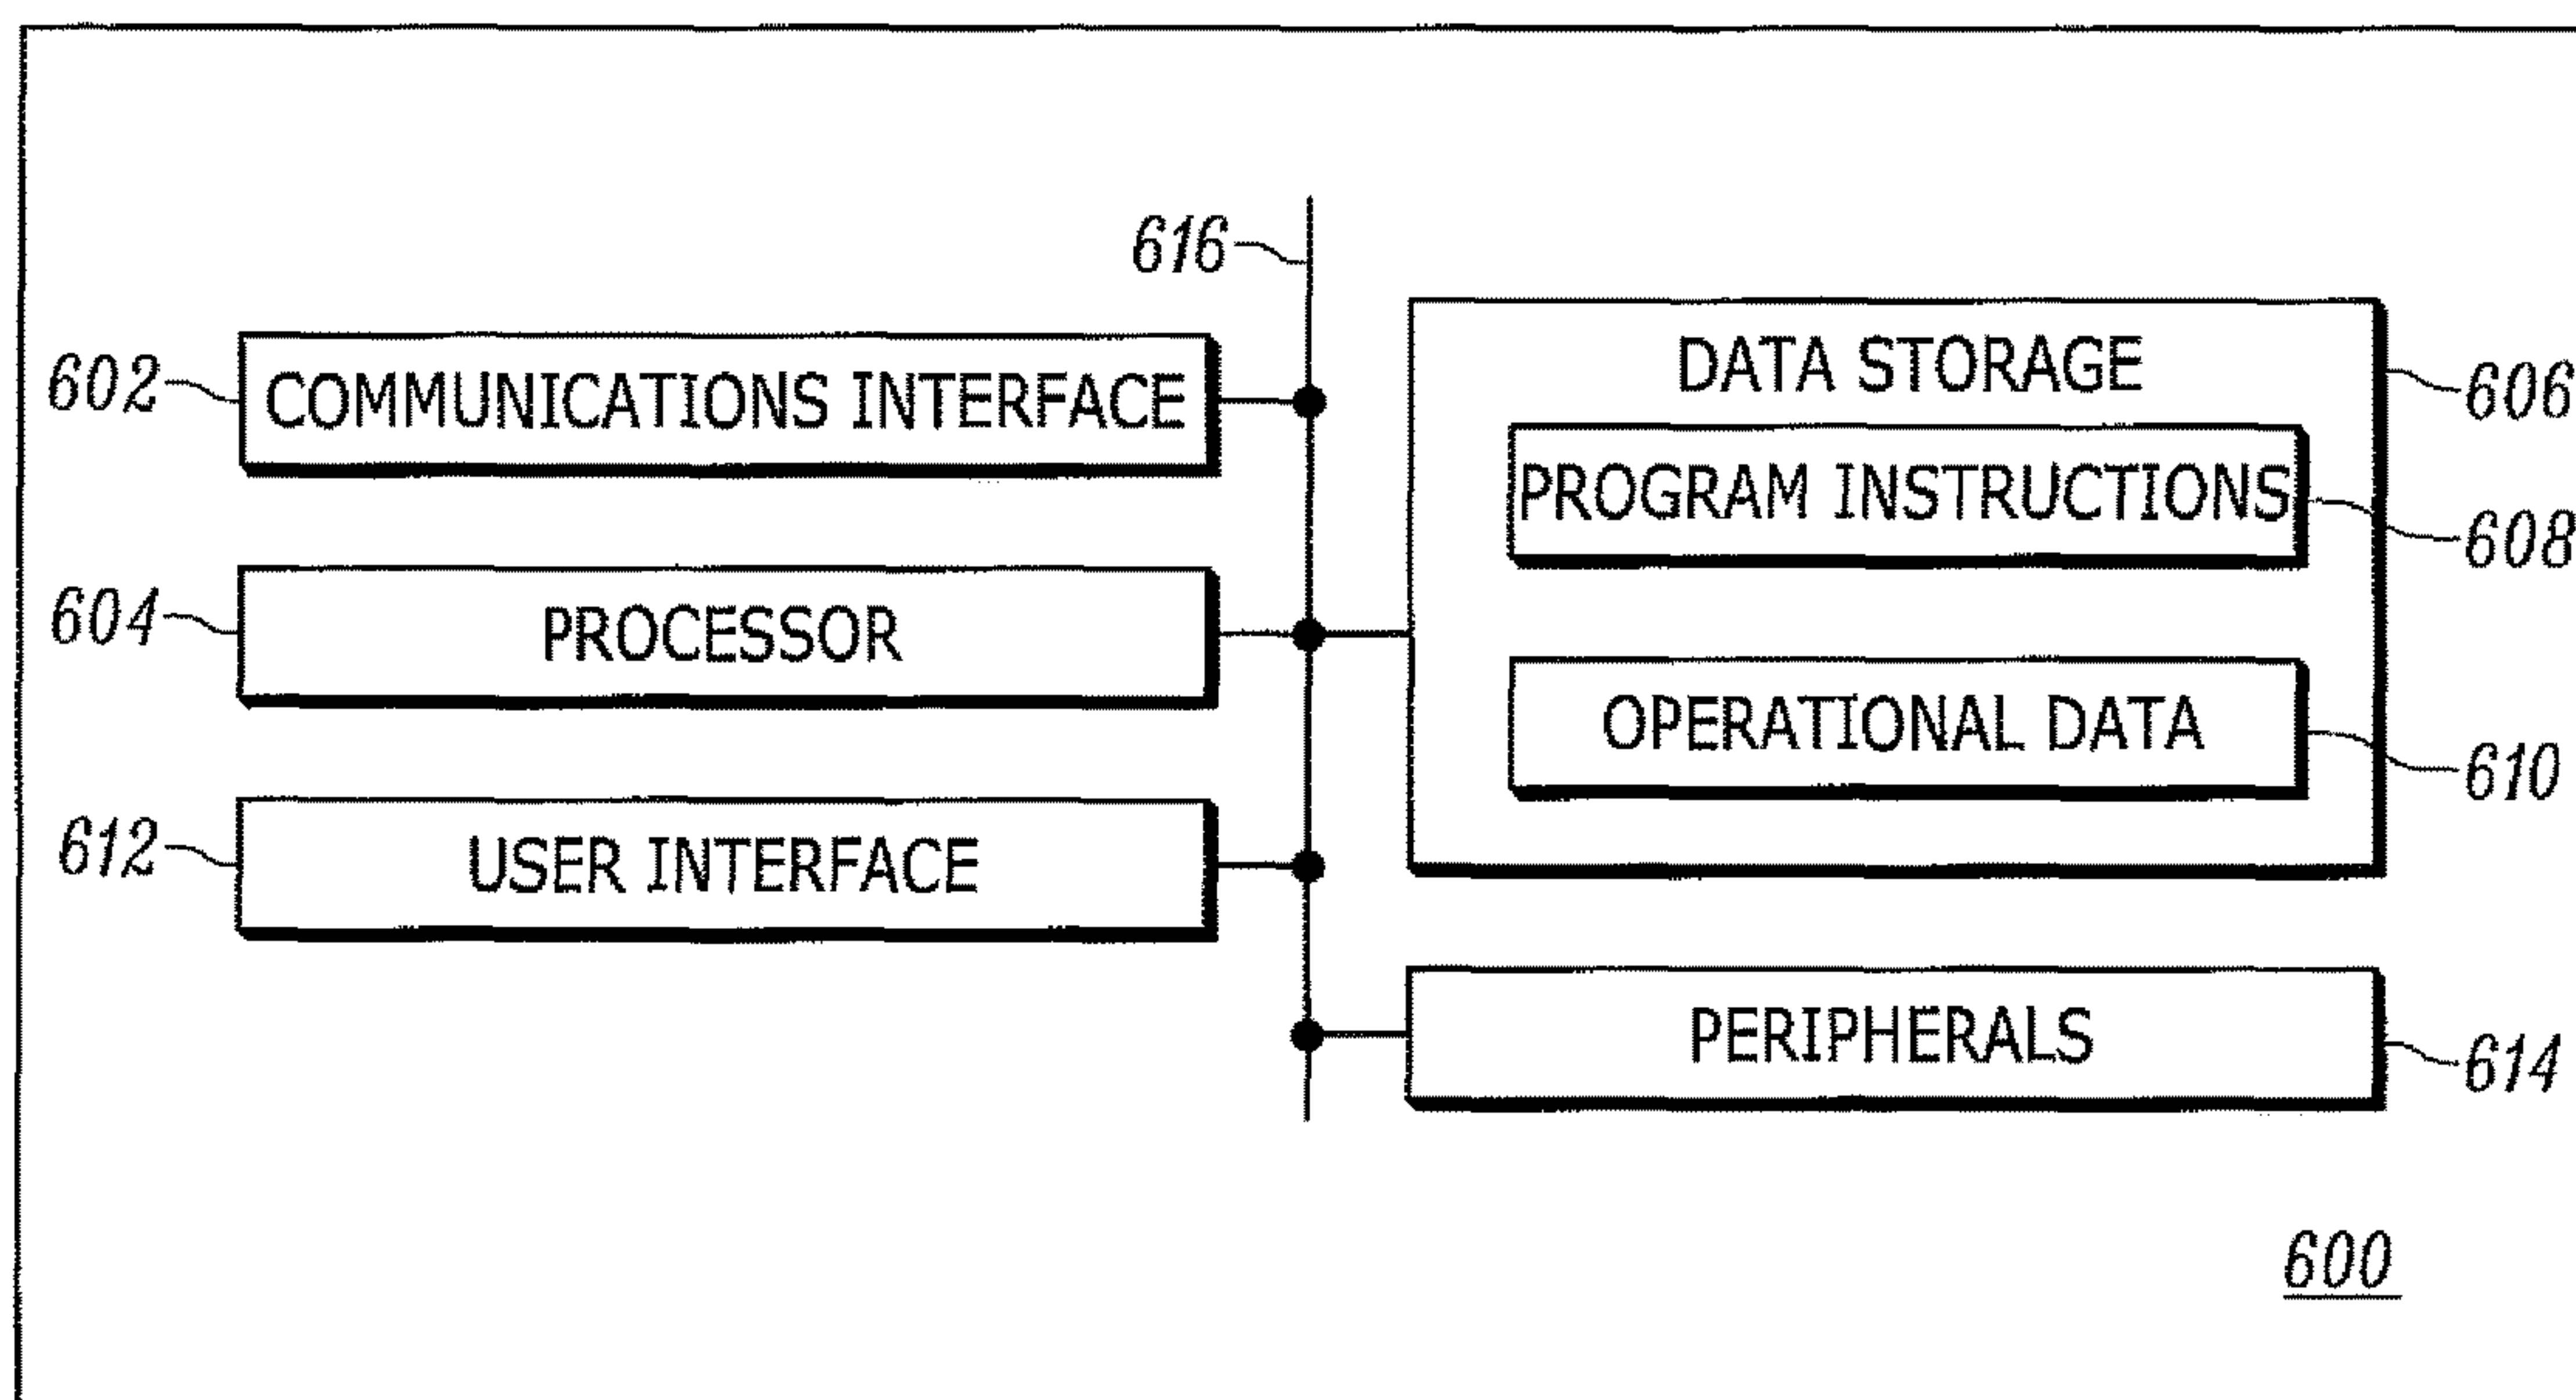 616
602
COMMUNICATIONS INTERFACE
DATA STORAGE
606
PROGRAM INSTRUCTIONS
608
604
PROCESSOR
OPERATIONAL DATA
610
612
USER INTERFACE
PERIPHERALS
614
600